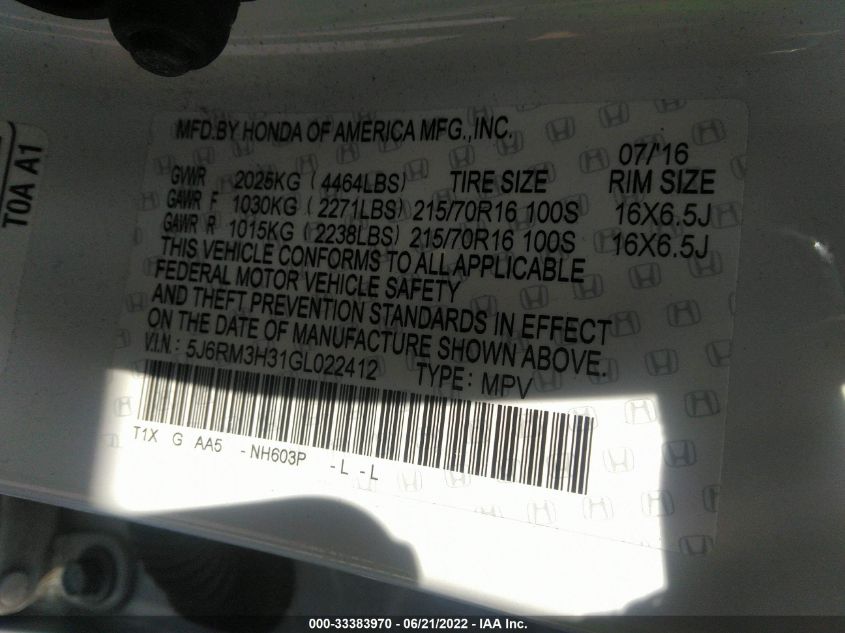 MFD.BY HONDA OF AMERICA MFG.,INC.
07/'16
GVWR 2025KG (4464LBS) TIRE SIZE RIM SIZE
GAWR F 1030KG (2271LBS) 215/70R16 100S 16X6.5J
GAWR R 1015KG (2238LBS) 215/70R16 100S 16X6.5J
THIS VEHICLE CONFORMS TO ALL APPLICABLE
FEDERAL MOTOR VEHICLE SAFETY
AND THEFT PREVENTION STANDARDS IN EFFECT
ON THE DATE OF MANUFACTURE SHOWN ABOVE.
V.I.N.: 5J6RM3H31GL022412 TYPE: MPV
T1X G AA5 -NH603P -L -L
T0A A1
000-33383970 - 06/21/2022 - IAA Inc.